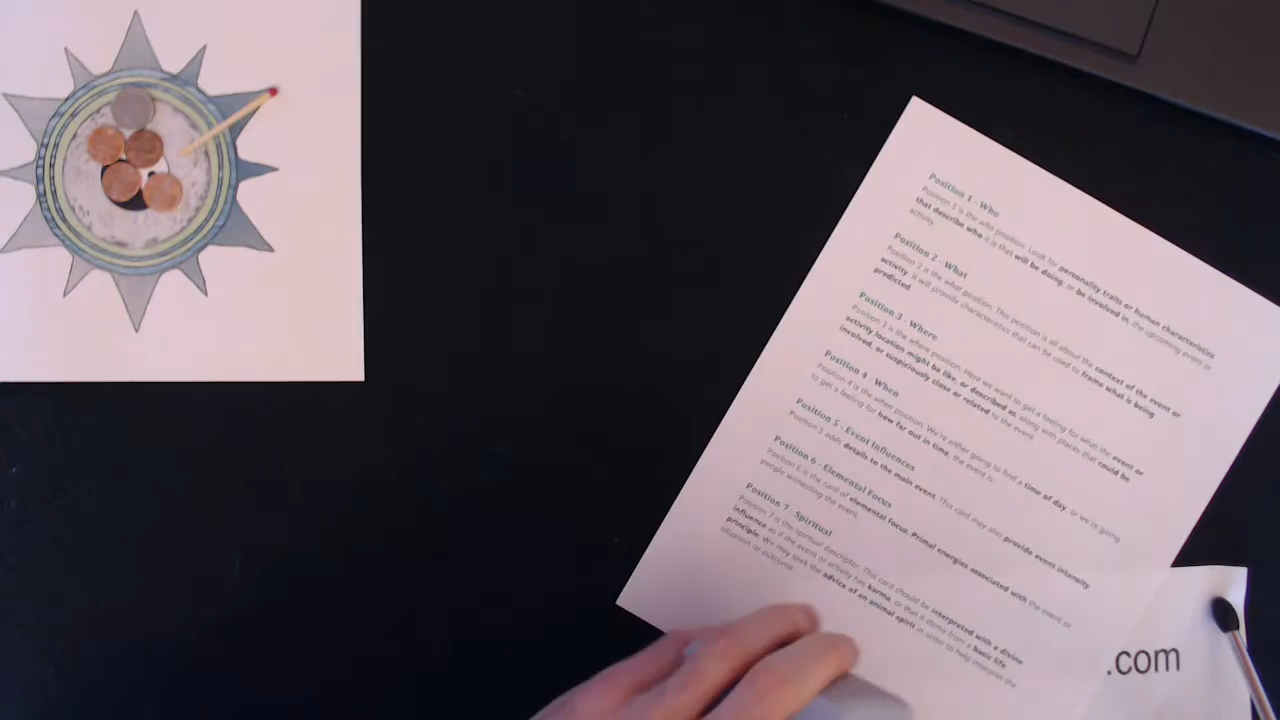 Position 1 - Who
Position 1 is the who position. Look for personality traits or human characteristics
that describe who it is that will be doing, or be involved in, the upcoming event or
activity.
Position 2 - What
Position 2 is the what position. This position is all about the context of the event or
activity. It will provide characteristics that can be used to frame what is being
predicted.
Position 3 - Where
Position 3 is the where position. Here we want to get a feeling for what the event or
activity location might be like, or described as, along with places that could be
involved, or suspiciously close or related to the event.
Position 4 - When
Position 4 is the when position. We're either going to find a time of day, or we're going
to get a feeling for how far out in time, the event is.
Position 5 - Event Influences
Position 5 adds details to the main event. This card may also provide event intensity
Position 6 - Elemental Focus
Position 6 is the card of elemental focus. Primal energies associated with the event or
people witnessing the event.
Position 7 - Spiritual
Position 7 is the spiritual descriptor. This card should be interpreted with a divine
influence as if the event or activity has karma, or that it stems from a basic life
principle. We may seek the advice of an animal spirit in order to help interpret the
situation or outcome.
.com